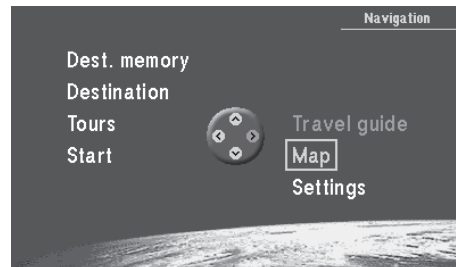 Navigation
Dest. memory
Destination
Tours
Start
Travel guide
Map
Settings